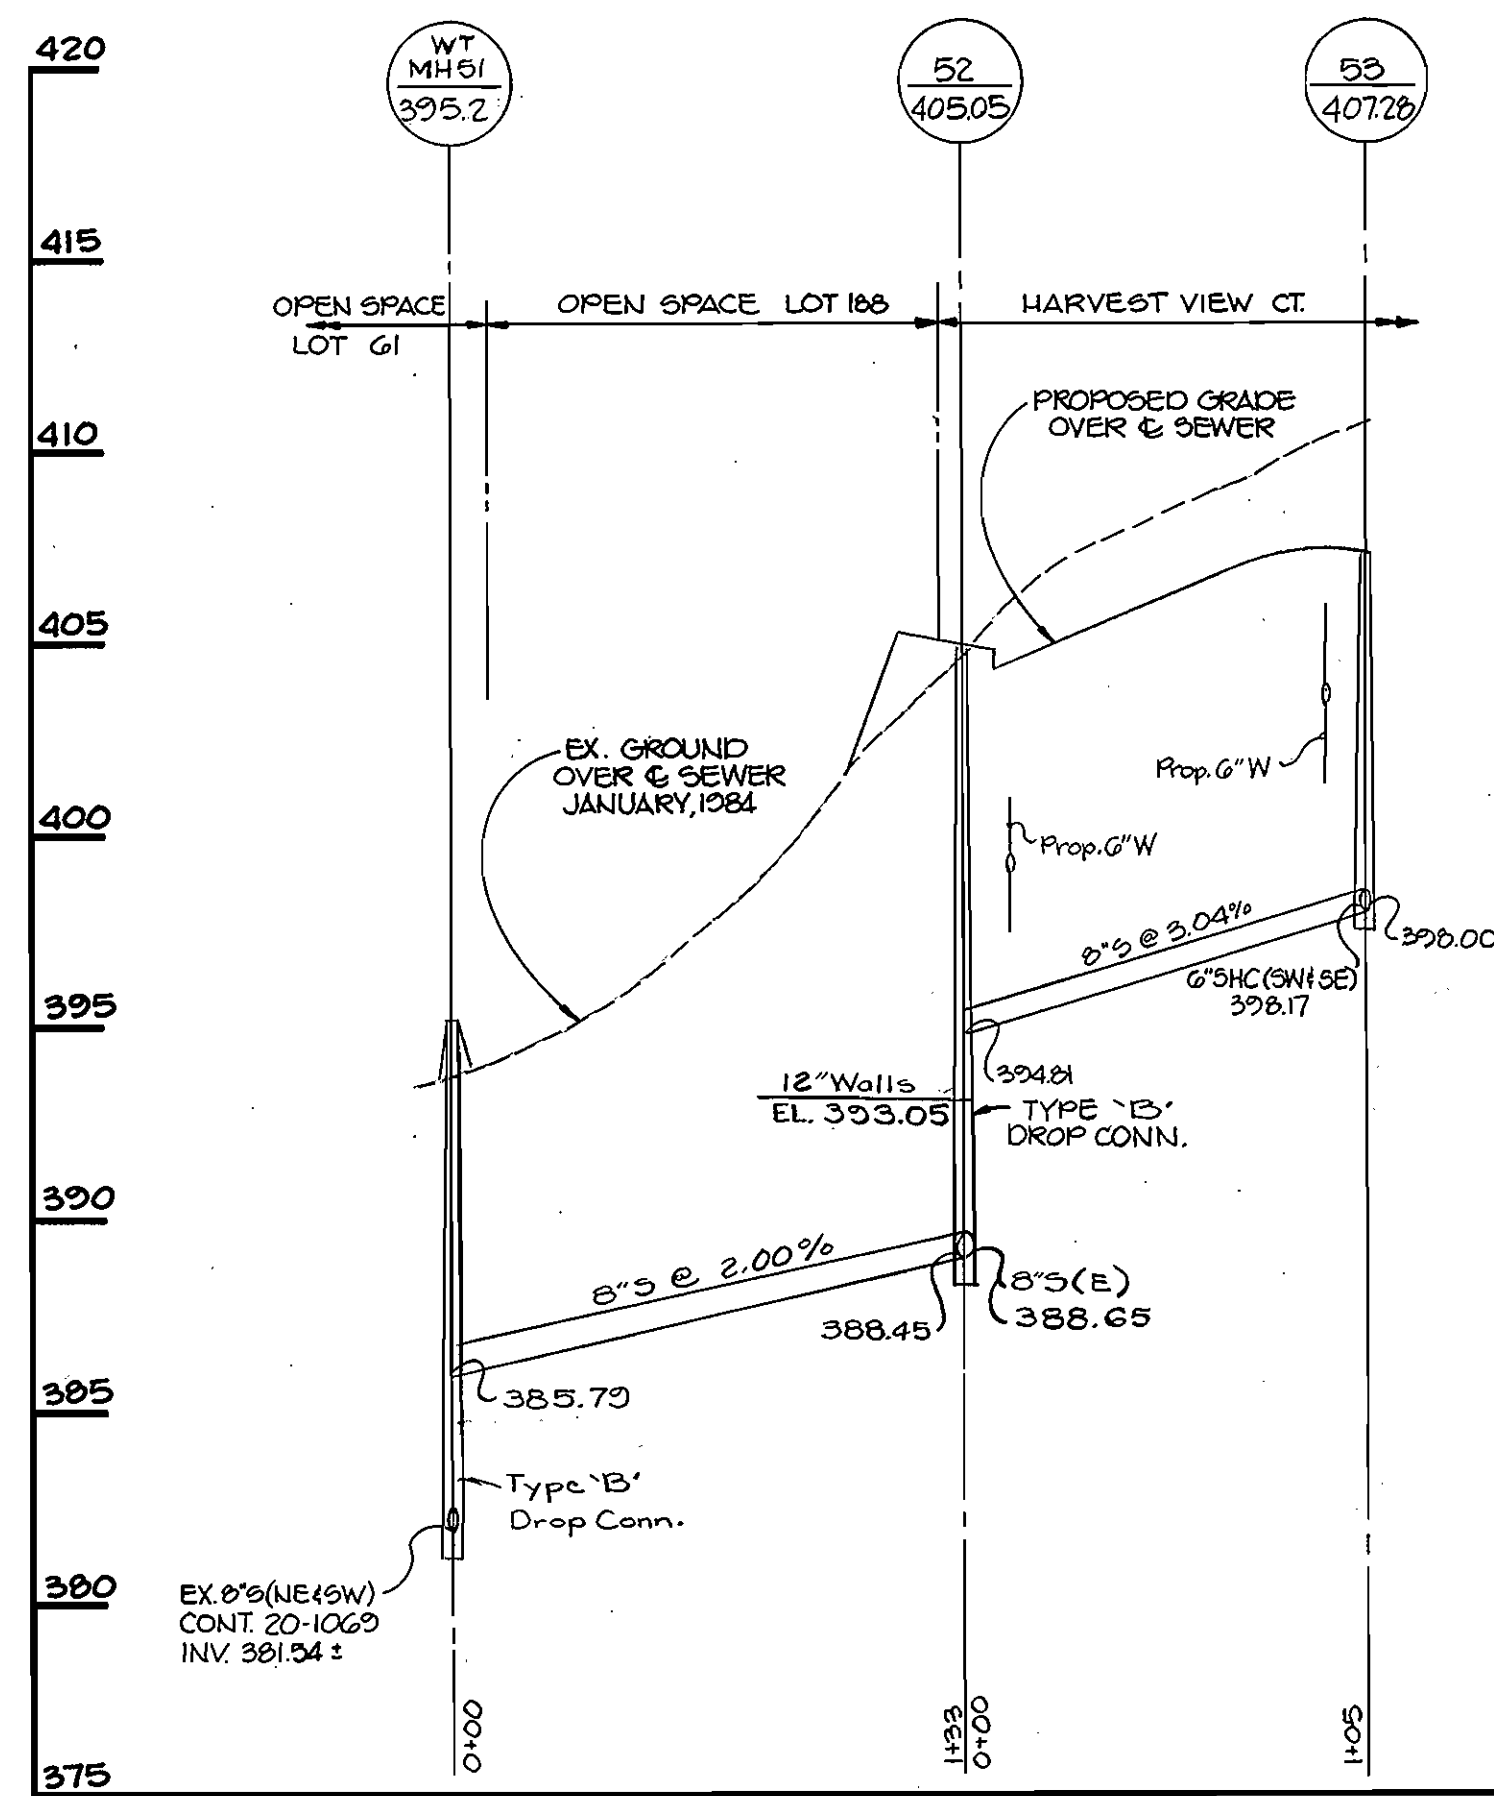 420
WT
MH51
395.2
52
405.05
53
407.28
415
OPEN SPACE
LOT 61
OPEN SPACE LOT 188
HARVEST VIEW CT.
410
PROPOSED GRADE
OVER ℄ SEWER
405
EX. GROUND
OVER ℄ SEWER
JANUARY, 1984
Prop. 6"W
400
Prop. 6"W
8"S @ 3.04%
398.00
6"SHC (SW&SE)
398.17
395
394.81
12" Walls
EL. 393.05
TYPE 'B'
DROP CONN.
390
8"S @ 2.00%
8"S (E)
388.65
388.45
385
385.79
Type 'B'
Drop Conn.
380
EX. 8"S (NE&SW)
CONT. 20-1069
INV. 381.54 ±
0+00
1+33
0+00
1+05
375